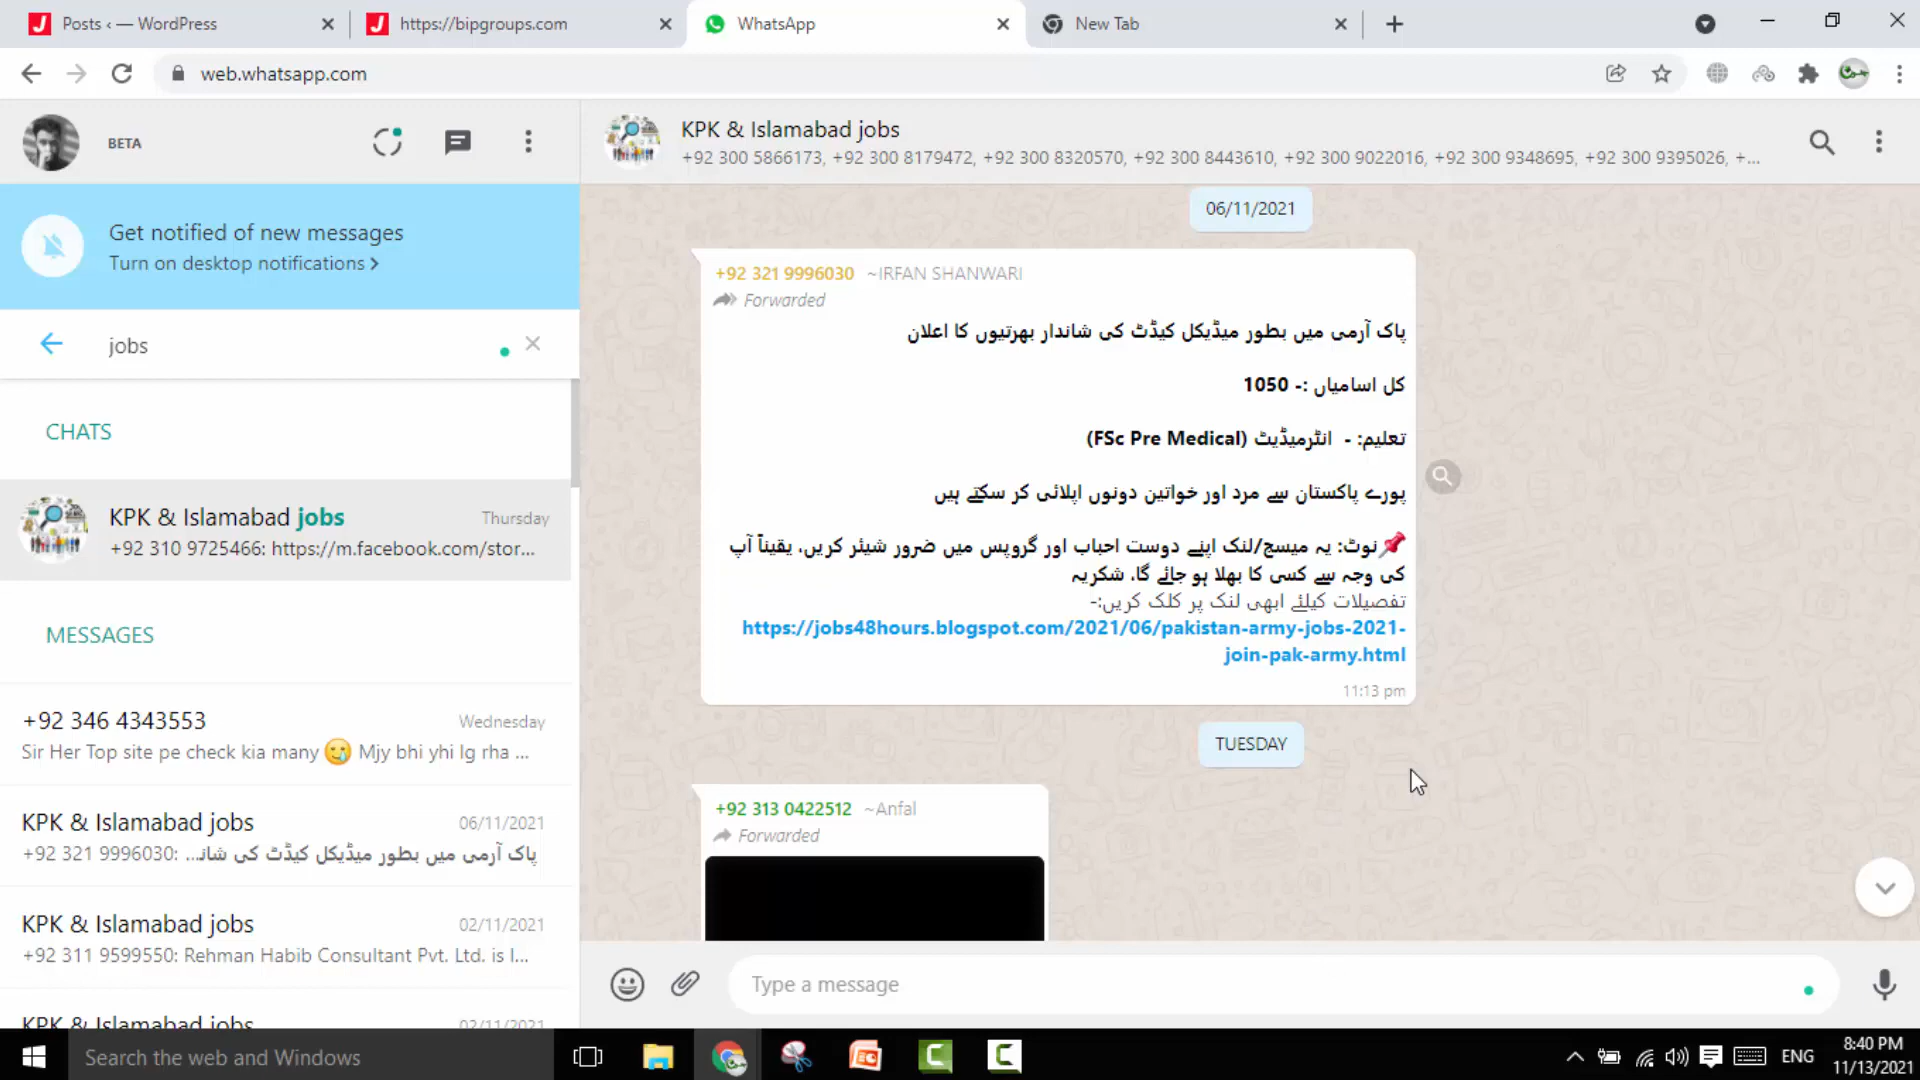 Posts ‹ — WordPress
https://bipgroups.com
WhatsApp
New Tab
web.whatsapp.com
BETA
Get notified of new messages
Turn on desktop notifications >
jobs
CHATS
KPK & Islamabad jobs
Thursday
+92 310 9725466: https://m.facebook.com/stor...
MESSAGES
+92 346 4343553
Wednesday
Sir Her Top site pe check kia many 🥲 Mjy bhi yhi lg rha ...
KPK & Islamabad jobs
06/11/2021
+92 321 9996030: پاک آرمی میں بطور میڈیکل کیڈٹ کی شانـ...
KPK & Islamabad jobs
02/11/2021
+92 311 9599550: Rehman Habib Consultant Pvt. Ltd. is l...
KPK & Islamabad jobs
02/11/2021
KPK & Islamabad jobs
+92 300 5866173, +92 300 8179472, +92 300 8320570, +92 300 8443610, +92 300 9022016, +92 300 9348695, +92 300 9395026, +...
06/11/2021
+92 321 9996030 ~IRFAN SHANWARI
Forwarded
پاک آرمی میں بطور میڈیکل کیڈٹ کی شاندار بھرتیوں کا اعلان
کل اسامیاں :- 1050
تعلیم: - انٹرمیڈیٹ (FSc Pre Medical)
پورے پاکستان سے مرد اور خواتین دونوں اپلائی کر سکتے ہیں
📌نوٹ: یہ میسج/لنک اپنے دوست احباب اور گروپس میں ضرور شیئر کریں، یقیناً آپ
کی وجہ سے کسی کا بھلا ہو جائے گا، شکریہ
تفصیلات کیلئے ابھی لنک پر کلک کریں:-
https://jobs48hours.blogspot.com/2021/06/pakistan-army-jobs-2021-
join-pak-army.html
11:13 pm
TUESDAY
+92 313 0422512 ~Anfal
Forwarded
Type a message
Search the web and Windows
ENG
8:40 PM
11/13/2021